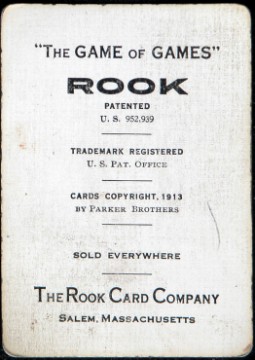 "THE GAME OF GAMES"
ROOK
PATENTED
U. S. 952,939
TRADEMARK REGISTERED
U. S. PAT. OFFICE
CARDS COPYRIGHT, 1913
BY PARKER BROTHERS
SOLD EVERYWHERE
THE ROOK CARD COMPANY
SALEM, MASSACHUSETTS